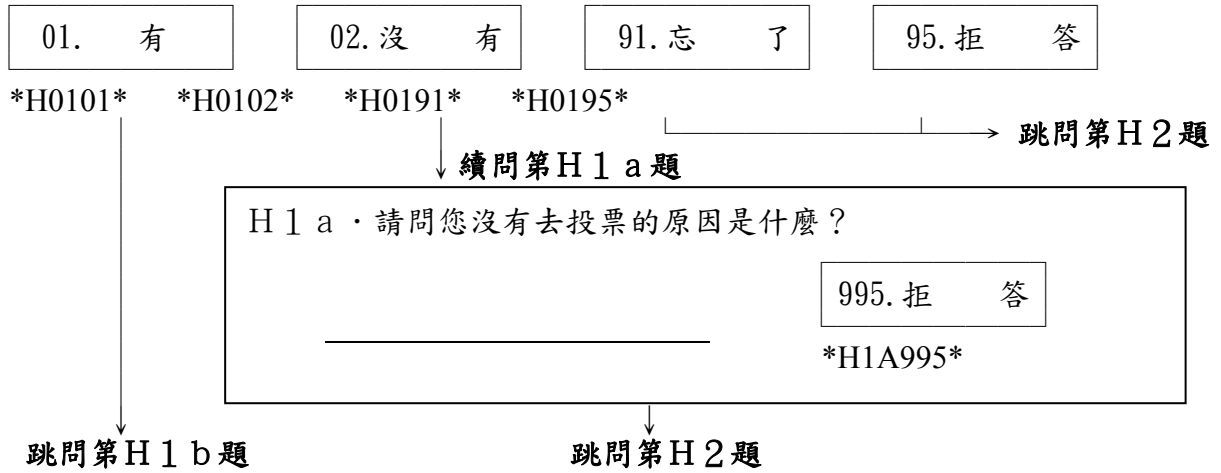 01. 有 02.沒 有 91.忘 了 95.拒 答
*H0101* *H0102* *H0191* *H0195*
跳問第H2題
續問第H1a題
H1a．請問您沒有去投票的原因是什麼？
995.拒 答
*H1A995*
跳問第H1b題 跳問第H2題